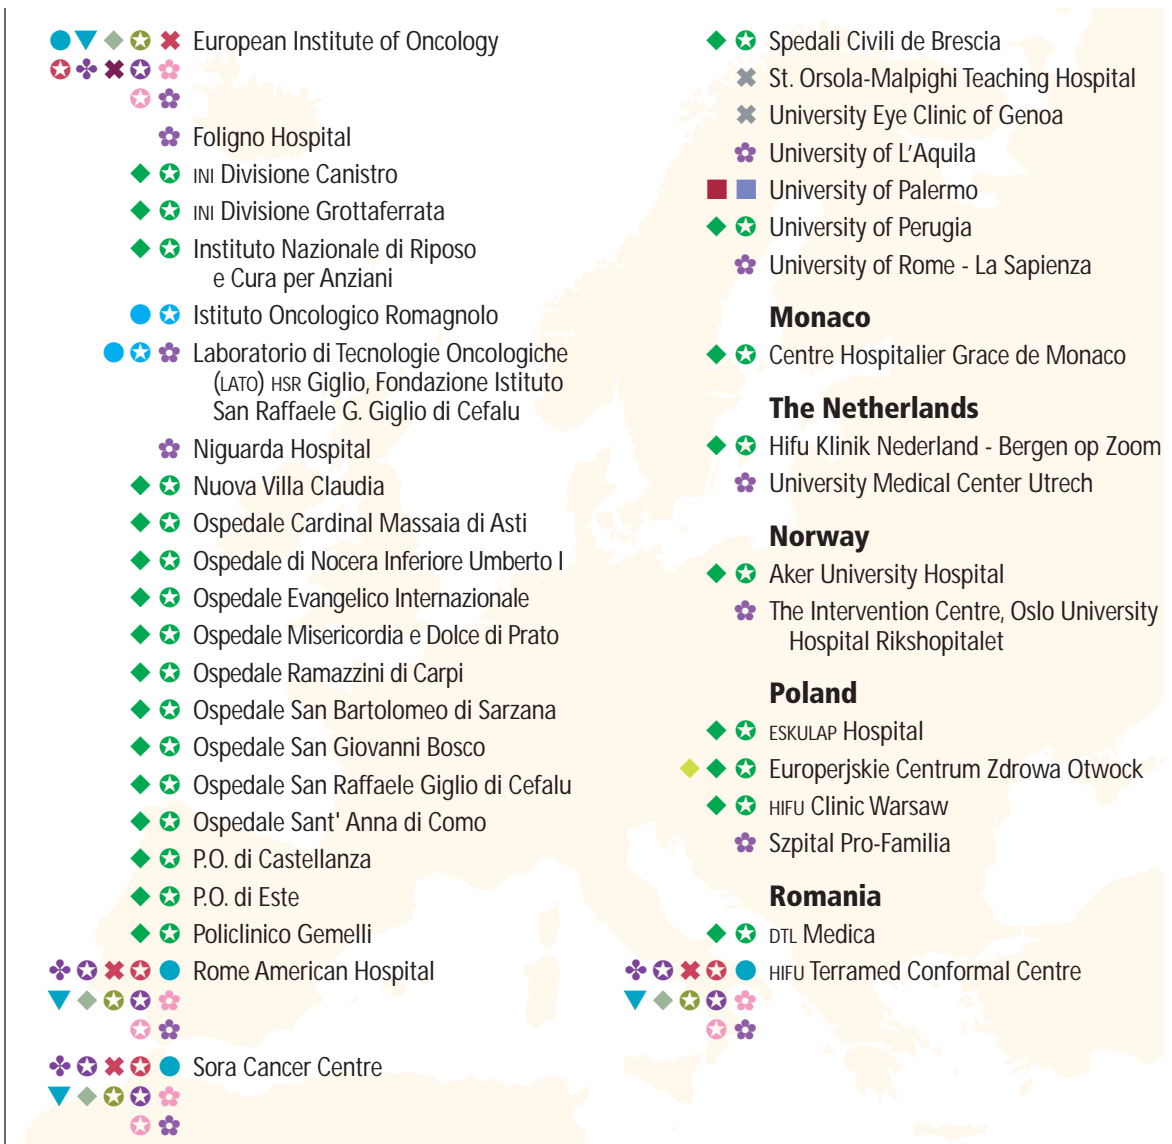 European Institute of Oncology
Foligno Hospital
INI Divisione Canistro
INI Divisione Grottaferrata
Instituto Nazionale di Riposo
e Cura per Anziani
Istituto Oncologico Romagnolo
Laboratorio di Tecnologie Oncologiche
(LATO) HSR Giglio, Fondazione Istituto
San Raffaele G. Giglio di Cefalu
Niguarda Hospital
Nuova Villa Claudia
Ospedale Cardinal Massaia di Asti
Ospedale di Nocera Inferiore Umberto I
Ospedale Evangelico Internazionale
Ospedale Misericordia e Dolce di Prato
Ospedale Ramazzini di Carpi
Ospedale San Bartolomeo di Sarzana
Ospedale San Giovanni Bosco
Ospedale San Raffaele Giglio di Cefalu
Ospedale Sant' Anna di Como
P.O. di Castellanza
P.O. di Este
Policlinico Gemelli
Rome American Hospital
Sora Cancer Centre
Spedali Civili de Brescia
St. Orsola-Malpighi Teaching Hospital
University Eye Clinic of Genoa
University of L'Aquila
University of Palermo
University of Perugia
University of Rome - La Sapienza
Monaco
Centre Hospitalier Grace de Monaco
The Netherlands
Hifu Klinik Nederland - Bergen op Zoom
University Medical Center Utrech
Norway
Aker University Hospital
The Intervention Centre, Oslo University
Hospital Rikshopitalet
Poland
ESKULAP Hospital
Europerjskie Centrum Zdrowa Otwock
HIFU Clinic Warsaw
Szpital Pro-Familia
Romania
DTL Medica
HIFU Terramed Conformal Centre